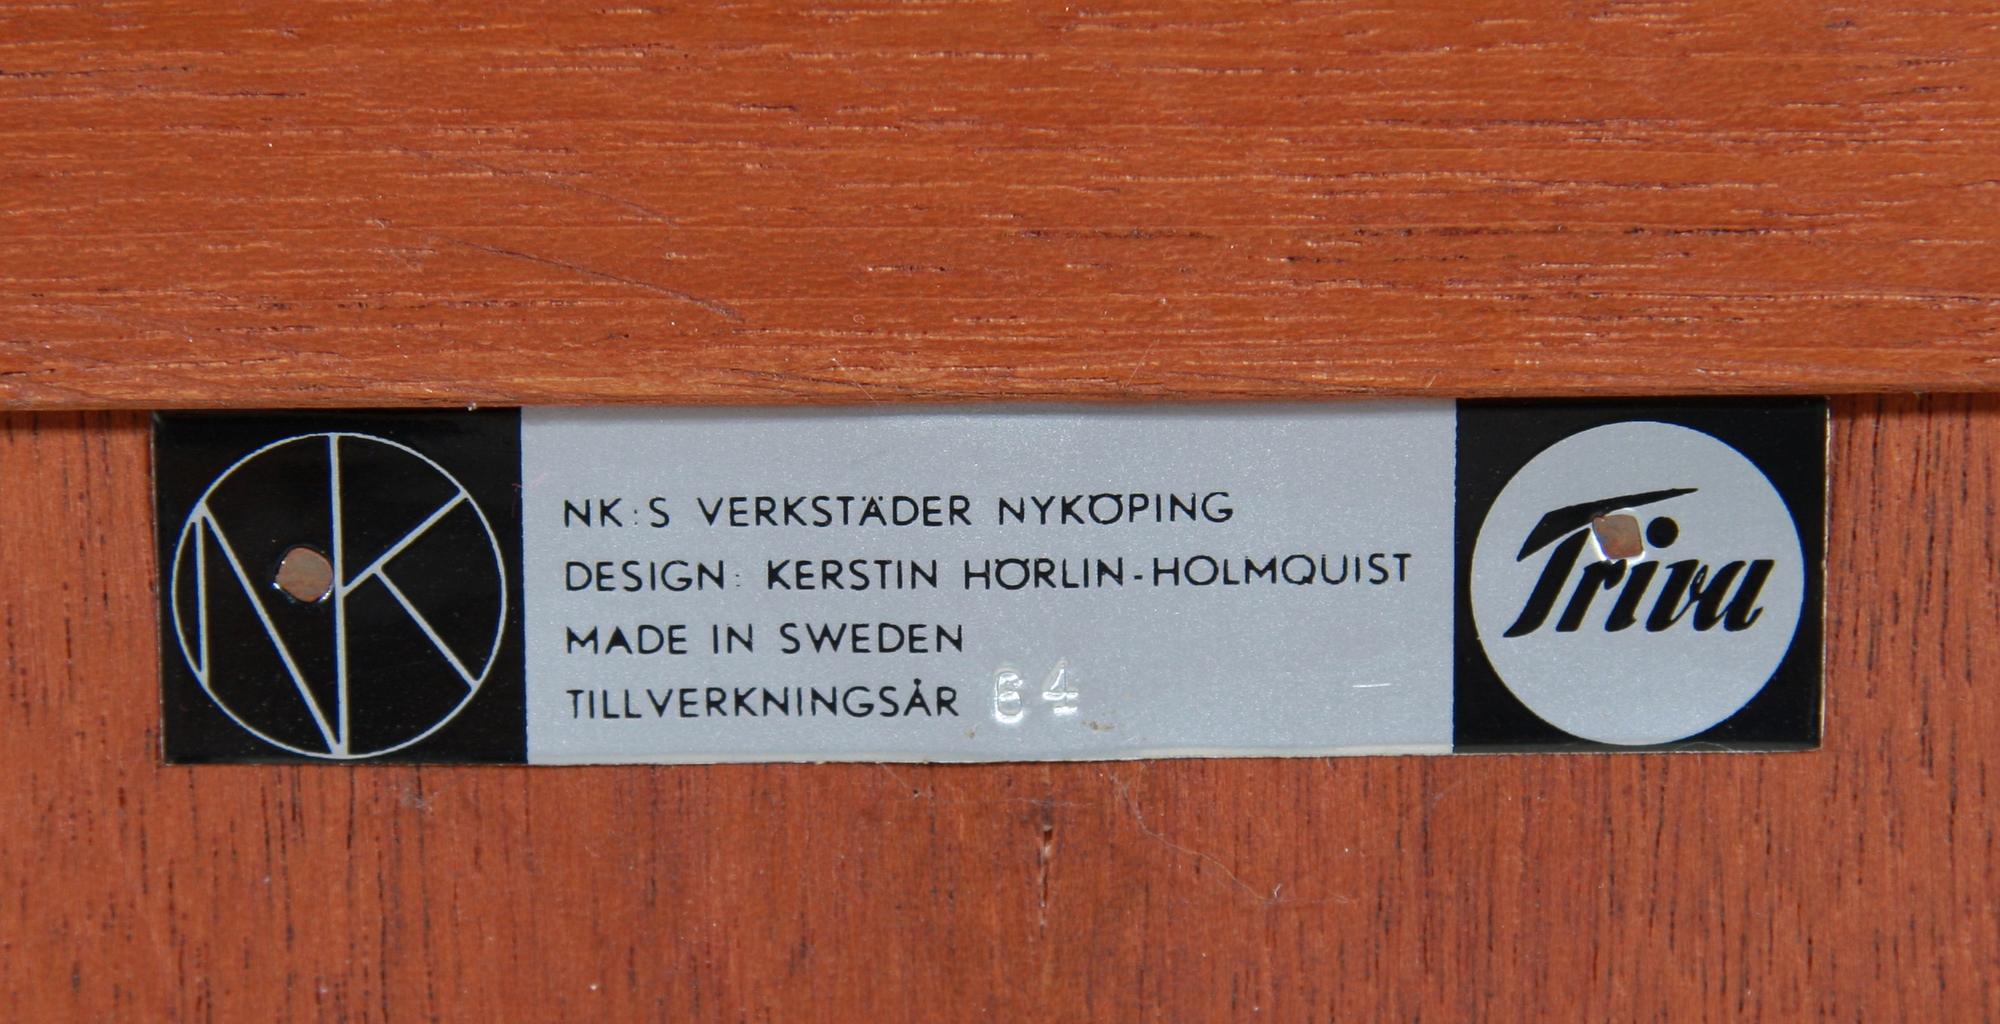 NK
NK:S VERKSTÄDER NYKÖPING
DESIGN: KERSTIN HÖRLIN-HOLMQUIST
MADE IN SWEDEN
TILLVERKNINGSÅR 64
Triva